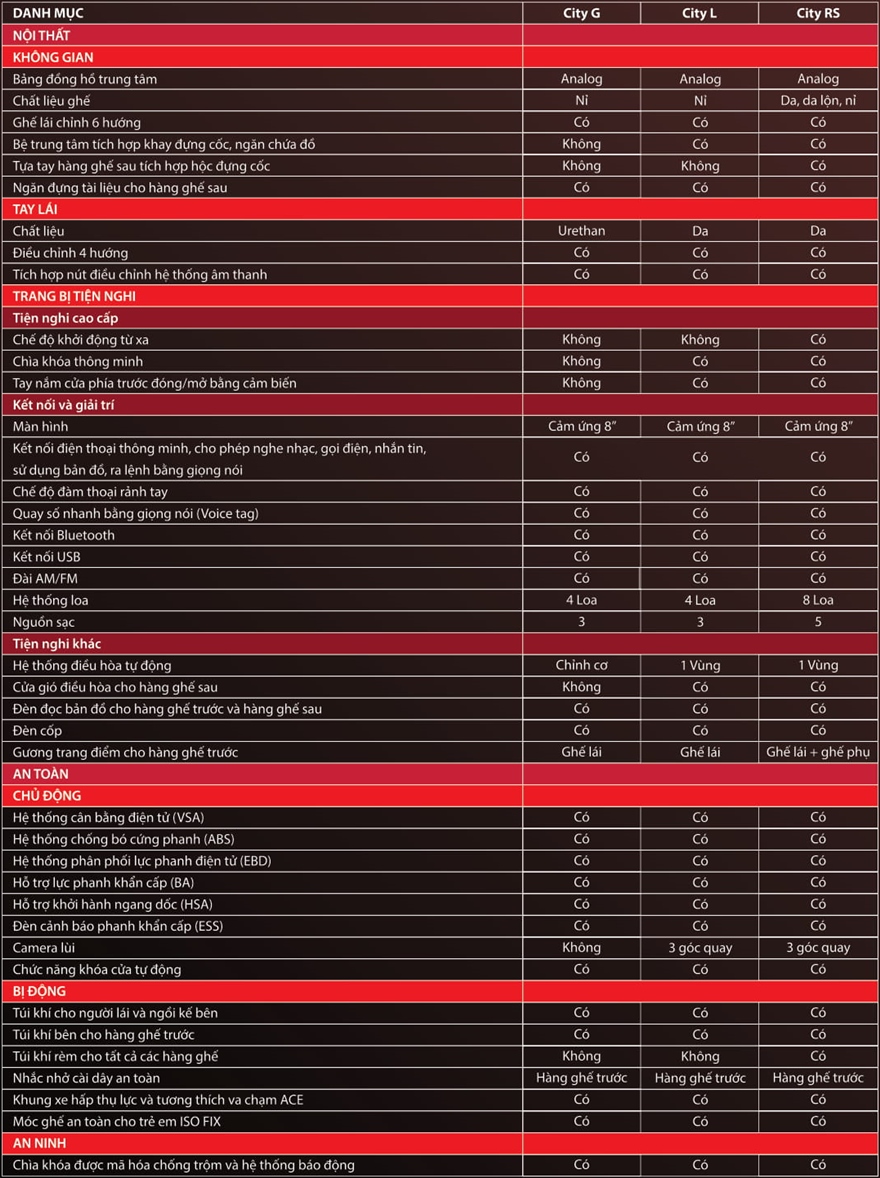 DANH MỤC City G City L City RS
NỘI THẤT
KHÔNG GIAN
Bảng đồng hồ trung tâm Analog Analog Analog
Chất liệu ghế Nỉ Nỉ Da, da lộn, nỉ
Ghế lái chỉnh 6 hướng Có Có Có
Bệ trung tâm tích hợp khay đựng cốc, ngăn chứa đồ Không Có Có
Tựa tay hàng ghế sau tích hợp hộc đựng cốc Không Không Có
Ngăn đựng tài liệu cho hàng ghế sau Có Có Có
TAY LÁI
Chất liệu Urethan Da Da
Điều chỉnh 4 hướng Có Có Có
Tích hợp nút điều chỉnh hệ thống âm thanh Có Có Có
TRANG BỊ TIỆN NGHI
Tiện nghi cao cấp
Chế độ khởi động từ xa Không Không Có
Chìa khóa thông minh Không Có Có
Tay nắm cửa phía trước đóng/mở bằng cảm biến Không Có Có
Kết nối và giải trí
Màn hình Cảm ứng 8” Cảm ứng 8” Cảm ứng 8”
Kết nối điện thoại thông minh, cho phép nghe nhạc, gọi điện, nhắn tin,
sử dụng bản đồ, ra lệnh bằng giọng nói Có Có Có
Chế độ đàm thoại rảnh tay Có Có Có
Quay số nhanh bằng giọng nói (Voice tag) Có Có Có
Kết nối Bluetooth Có Có Có
Kết nối USB Có Có Có
Đài AM/FM Có Có Có
Hệ thống loa 4 Loa 4 Loa 8 Loa
Nguồn sạc 3 3 5
Tiện nghi khác
Hệ thống điều hòa tự động Chỉnh cơ 1 Vùng 1 Vùng
Cửa gió điều hòa cho hàng ghế sau Không Có Có
Đèn đọc bản đồ cho hàng ghế trước và hàng ghế sau Có Có Có
Đèn cốp Có Có Có
Gương trang điểm cho hàng ghế trước Ghế lái Ghế lái Ghế lái + ghế phụ
AN TOÀN
CHỦ ĐỘNG
Hệ thống cân bằng điện tử (VSA) Có Có Có
Hệ thống chống bó cứng phanh (ABS) Có Có Có
Hệ thống phân phối lực phanh điện tử (EBD) Có Có Có
Hỗ trợ lực phanh khẩn cấp (BA) Có Có Có
Hỗ trợ khởi hành ngang dốc (HSA) Có Có Có
Đèn cảnh báo phanh khẩn cấp (ESS) Có Có Có
Camera lùi Không 3 góc quay 3 góc quay
Chức năng khóa cửa tự động Có Có Có
BỊ ĐỘNG
Túi khí cho người lái và ngồi kế bên Có Có Có
Túi khí bên cho hàng ghế trước Có Có Có
Túi khí rèm cho tất cả các hàng ghế Không Không Có
Nhắc nhở cài dây an toàn Hàng ghế trước Hàng ghế trước Hàng ghế trước
Khung xe hấp thụ lực và tương thích va chạm ACE Có Có Có
Móc ghế an toàn cho trẻ em ISO FIX Có Có Có
AN NINH
Chìa khóa được mã hóa chống trộm và hệ thống báo động Có Có Có